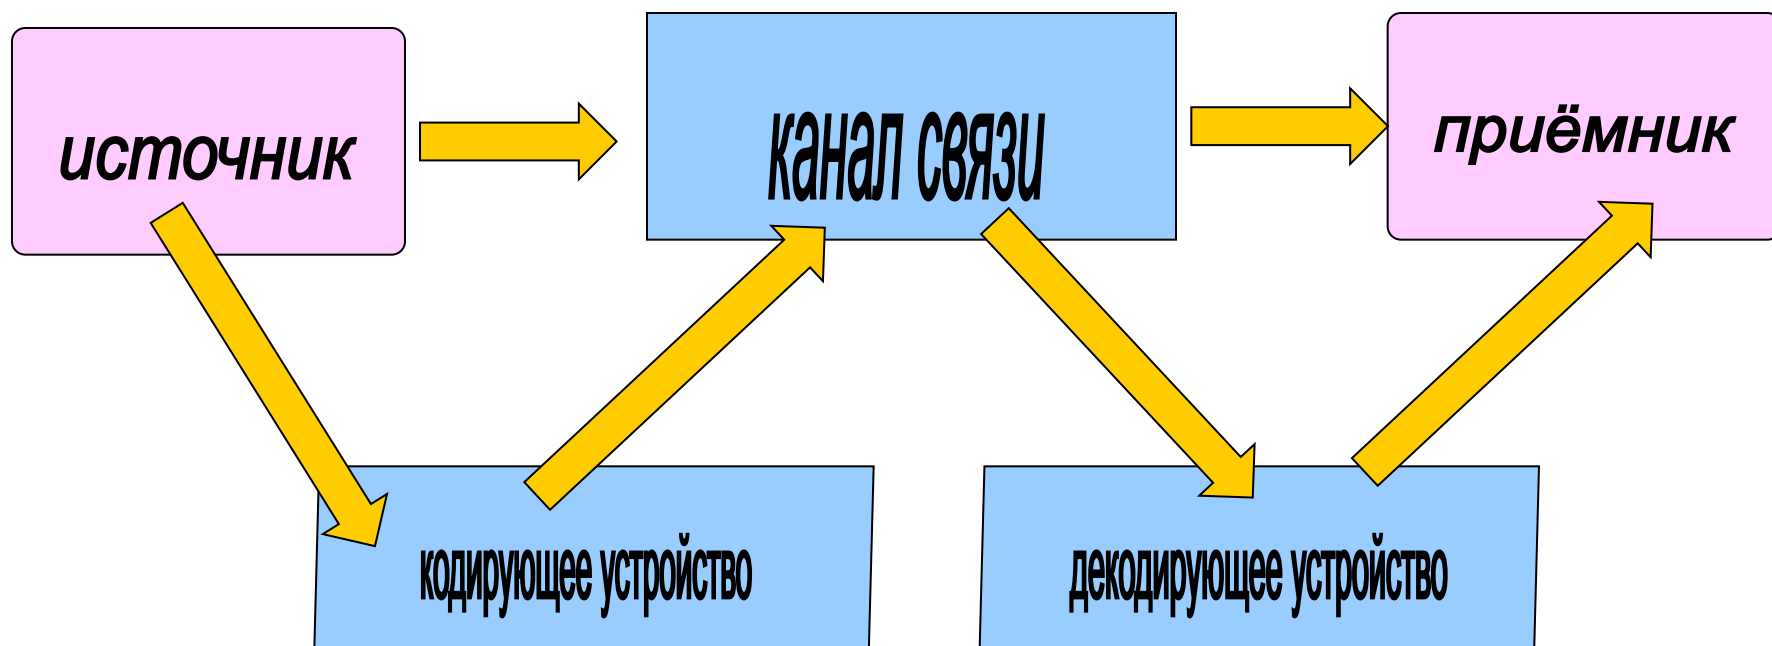 источник
канал связи
приёмник
кодирующее устройство
декодирующее устройство